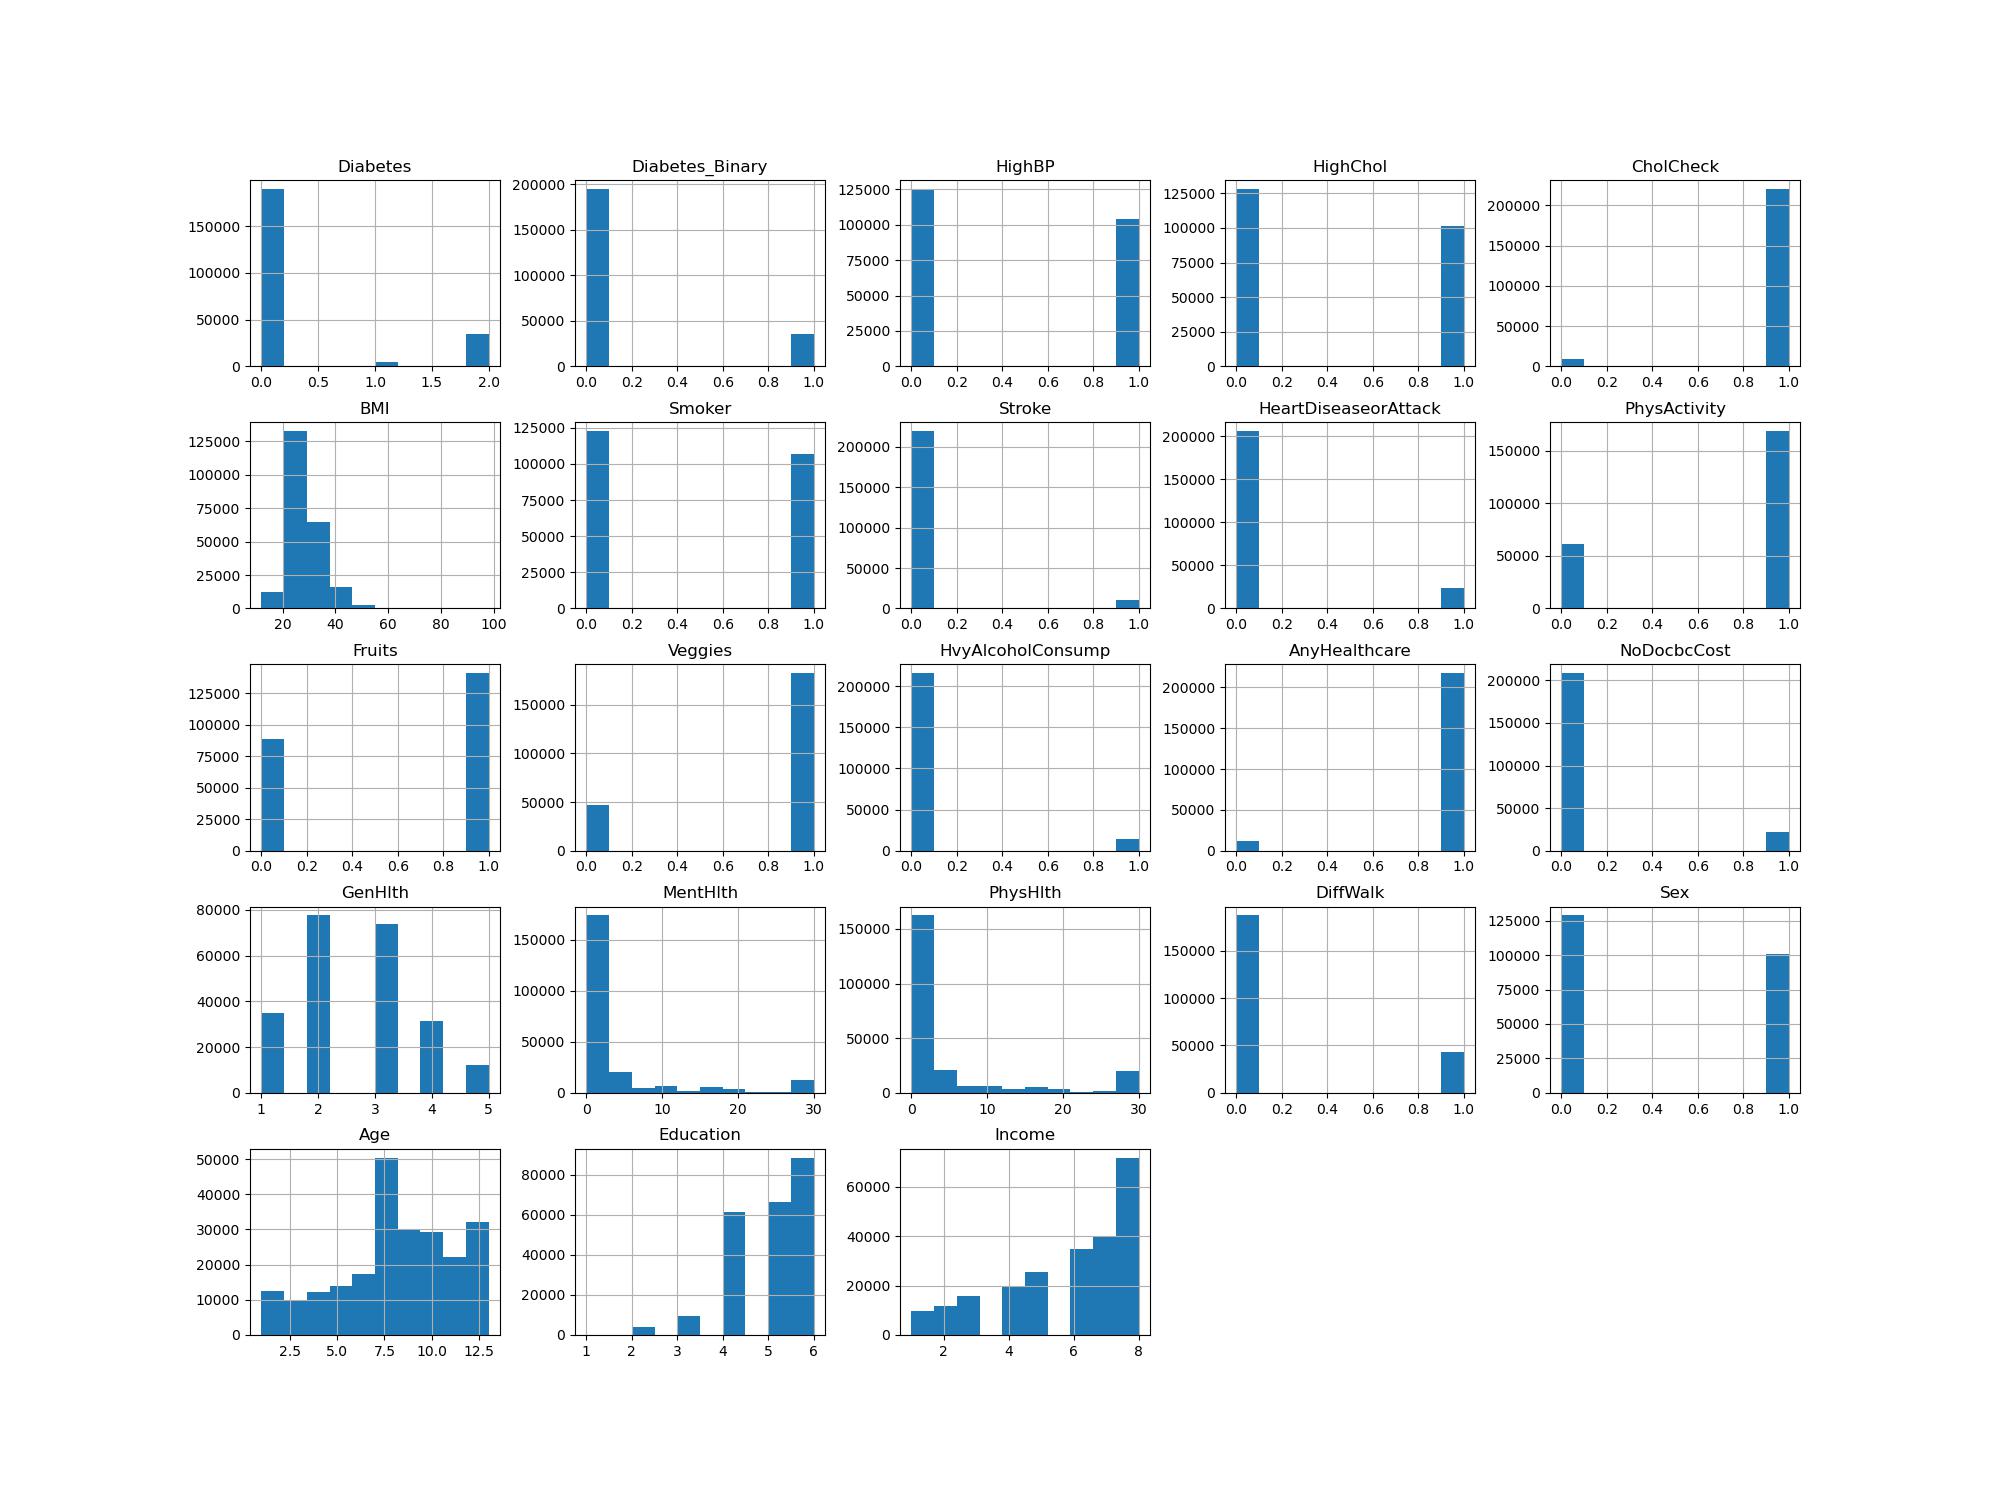 Diabetes Diabetes_Binary HighBP HighChol CholCheck
150000 100000 50000 0
0.0 0.5 1.0 1.5 2.0
200000 150000 100000 50000 0
0.0 0.2 0.4 0.6 0.8 1.0
125000 100000 75000 50000 25000 0
0.0 0.2 0.4 0.6 0.8 1.0
125000 100000 75000 50000 25000 0
0.0 0.2 0.4 0.6 0.8 1.0
200000 150000 100000 50000 0
0.0 0.2 0.4 0.6 0.8 1.0
BMI Smoker Stroke HeartDiseaseorAttack PhysActivity
125000 100000 75000 50000 25000 0
20 40 60 80 100
125000 100000 75000 50000 25000 0
0.0 0.2 0.4 0.6 0.8 1.0
200000 150000 100000 50000 0
0.0 0.2 0.4 0.6 0.8 1.0
200000 150000 100000 50000 0
0.0 0.2 0.4 0.6 0.8 1.0
150000 100000 50000 0
0.0 0.2 0.4 0.6 0.8 1.0
Fruits Veggies HvyAlcoholConsump AnyHealthcare NoDocbcCost
125000 100000 75000 50000 25000 0
0.0 0.2 0.4 0.6 0.8 1.0
150000 100000 50000 0
0.0 0.2 0.4 0.6 0.8 1.0
200000 150000 100000 50000 0
0.0 0.2 0.4 0.6 0.8 1.0
200000 150000 100000 50000 0
0.0 0.2 0.4 0.6 0.8 1.0
200000 150000 100000 50000 0
0.0 0.2 0.4 0.6 0.8 1.0
GenHlth MentHlth PhysHlth DiffWalk Sex
80000 60000 40000 20000 0
1 2 3 4 5
150000 100000 50000 0
0 10 20 30
150000 100000 50000 0
0 10 20 30
150000 100000 50000 0
0.0 0.2 0.4 0.6 0.8 1.0
125000 100000 75000 50000 25000 0
0.0 0.2 0.4 0.6 0.8 1.0
Age Education Income
50000 40000 30000 20000 10000 0
2.5 5.0 7.5 10.0 12.5
80000 60000 40000 20000 0
1 2 3 4 5 6
60000 40000 20000 0
2 4 6 8